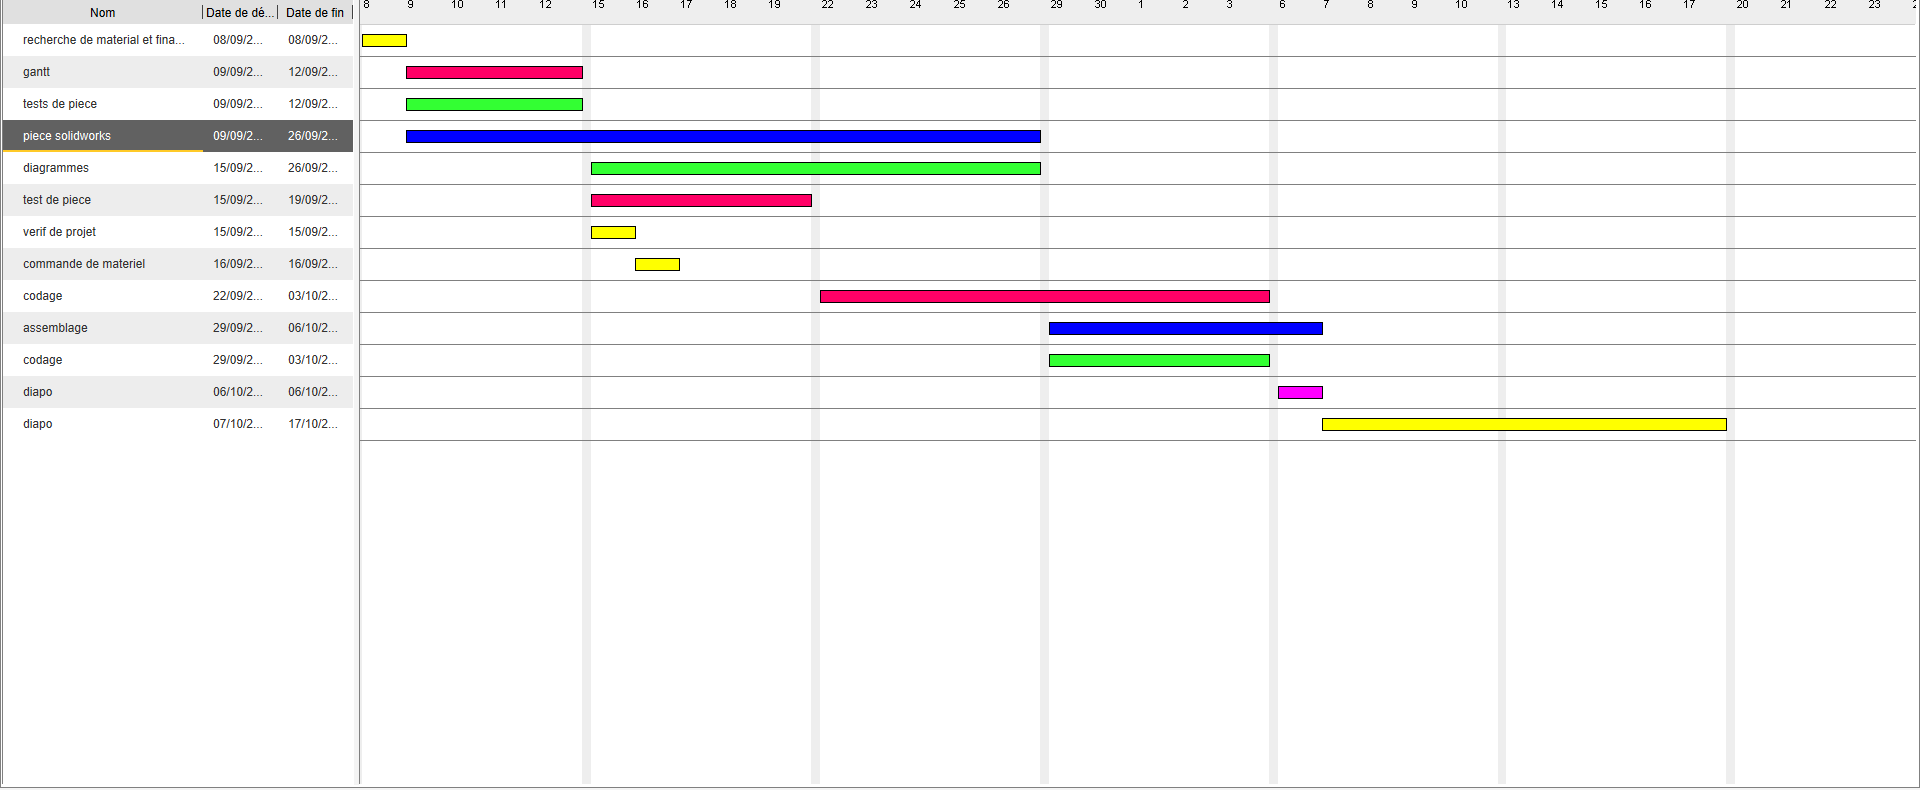 Nom Date de dé... Date de fin 8 9 10 11 12 15 16 17 18 19 22 23 24 25 26 29 30 1 2 3 6 7 8 9 10 13 14 15 16 17 20 21 22 23
recherche de material et fina... 08/09/2... 08/09/2...
gantt 09/09/2... 12/09/2...
tests de piece 09/09/2... 12/09/2...
piece solidworks 09/09/2... 26/09/2...
diagrammes 15/09/2... 26/09/2...
test de piece 15/09/2... 19/09/2...
verif de projet 15/09/2... 15/09/2...
commande de materiel 16/09/2... 16/09/2...
codage 22/09/2... 03/10/2...
assemblage 29/09/2... 06/10/2...
codage 29/09/2... 03/10/2...
diapo 06/10/2... 06/10/2...
diapo 07/10/2... 17/10/2...